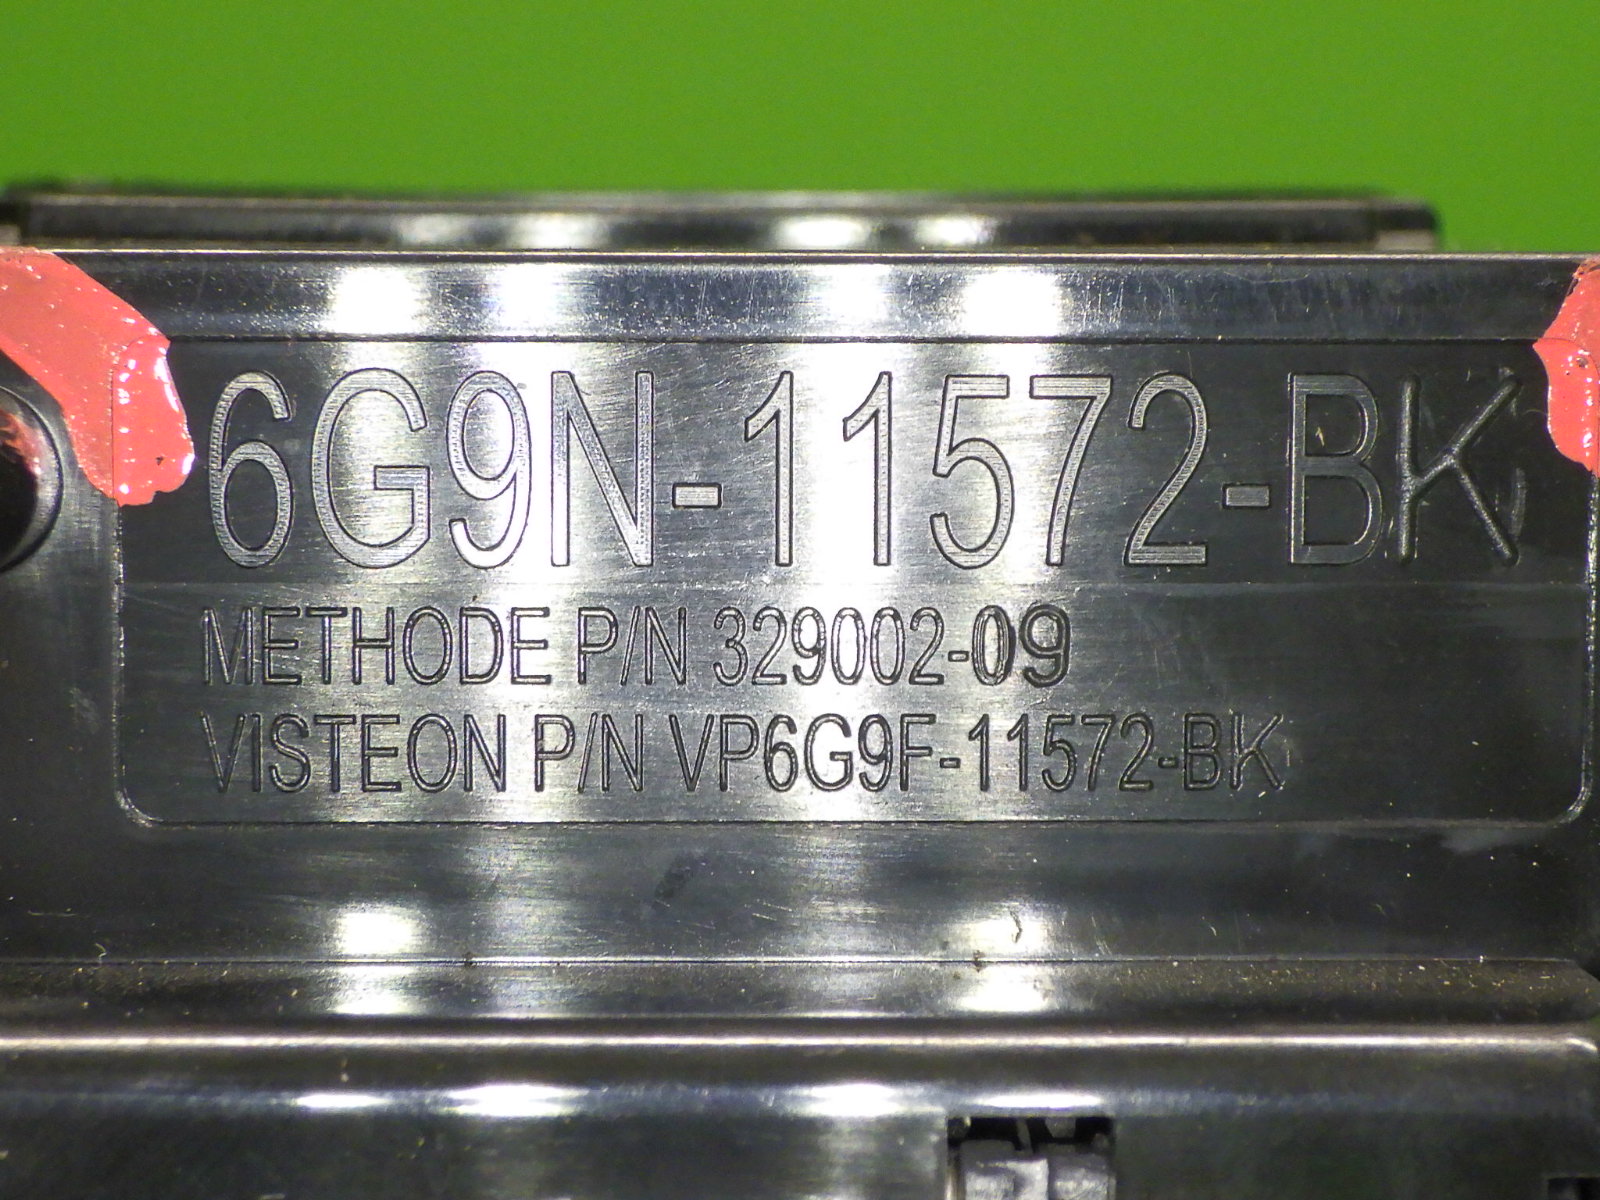 6G9N-11572-BK
METHODE P/N 329002-09
VISTEON P/N VP6G9F-11572-BK